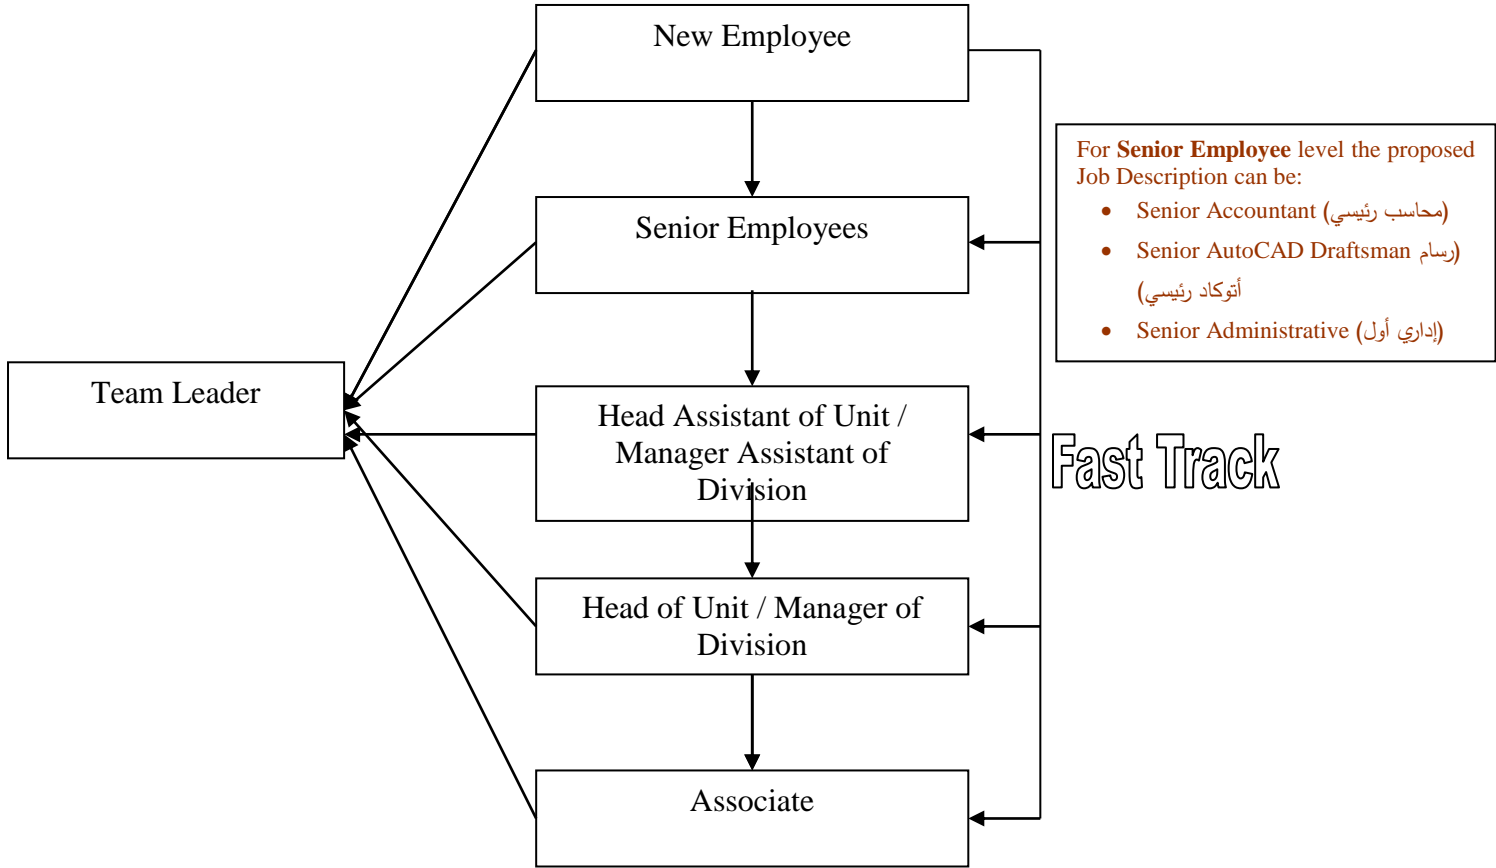 New Employee
For Senior Employee level the proposed
Job Description can be:
• Senior Accountant (محاسب رئيسي)
Senior Employees
• Senior AutoCAD Draftsman (رسام
أتوكاد رئيسي)
• Senior Administrative (إداري أول)
Team Leader
Head Assistant of Unit /
Manager Assistant of
Division
Fast Track
Head of Unit / Manager of
Division
Associate